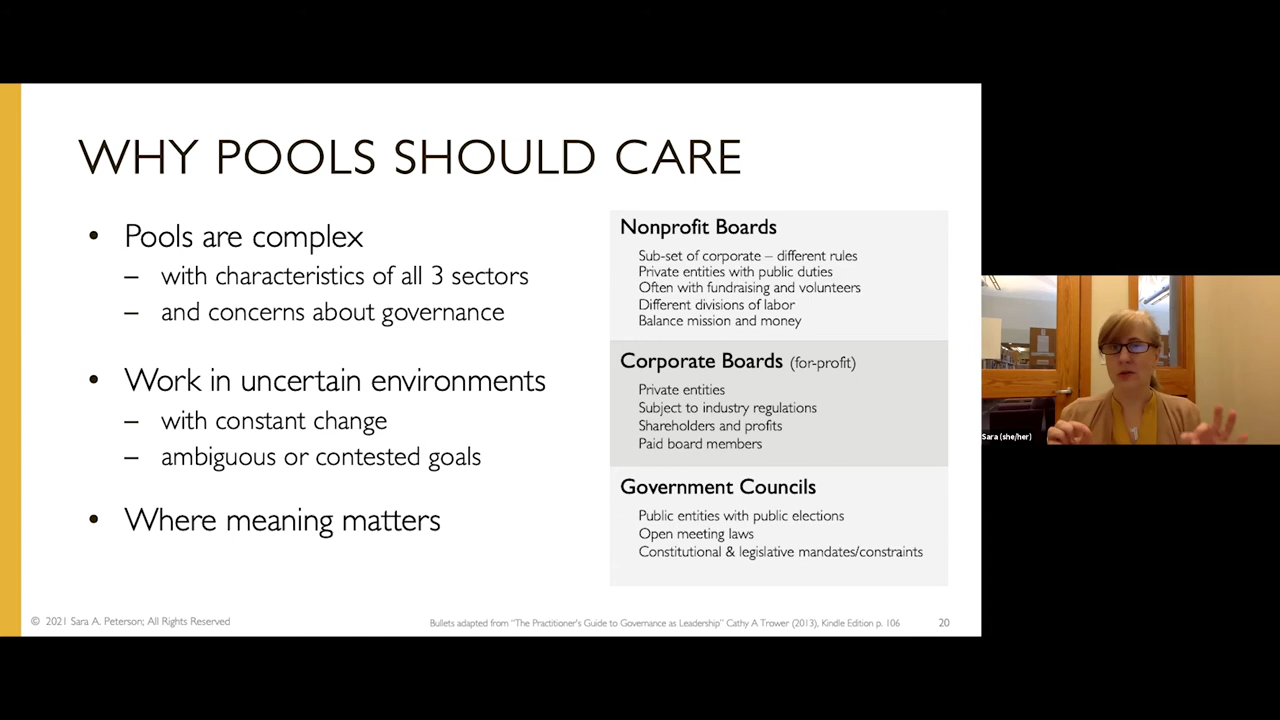 WHY POOLS SHOULD CARE
• Pools are complex
– with characteristics of all 3 sectors
– and concerns about governance
• Work in uncertain environments
– with constant change
– ambiguous or contested goals
• Where meaning matters
Nonprofit Boards
Sub-set of corporate – different rules
Private entities with public duties
Often with fundraising and volunteers
Different divisions of labor
Balance mission and money
Corporate Boards (for-profit)
Private entities
Subject to industry regulations
Shareholders and profits
Paid board members
Government Councils
Public entities with public elections
Open meeting laws
Constitutional & legislative mandates/constraints
© 2021 Sara A. Peterson; All Rights Reserved
Bullets adapted from "The Practitioner's Guide to Governance as Leadership" Cathy A Trower (2013), Kindle Edition p. 106
20
Sara (she/her)